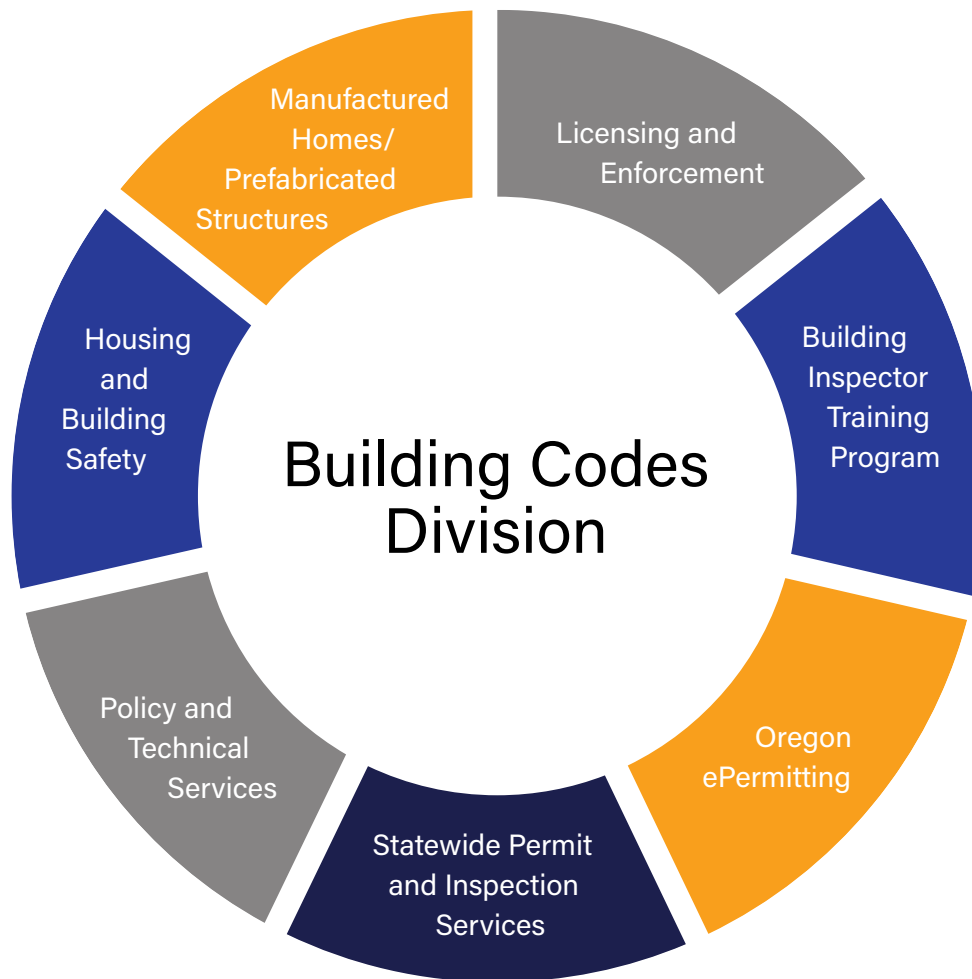 Manufactured
Homes/
Prefabricated
Structures
Licensing and
Enforcement
Housing
and
Building
Safety
Building
Inspector
Training
Program
Building Codes
Division
Policy and
Technical
Services
Oregon
ePermitting
Statewide Permit
and Inspection
Services